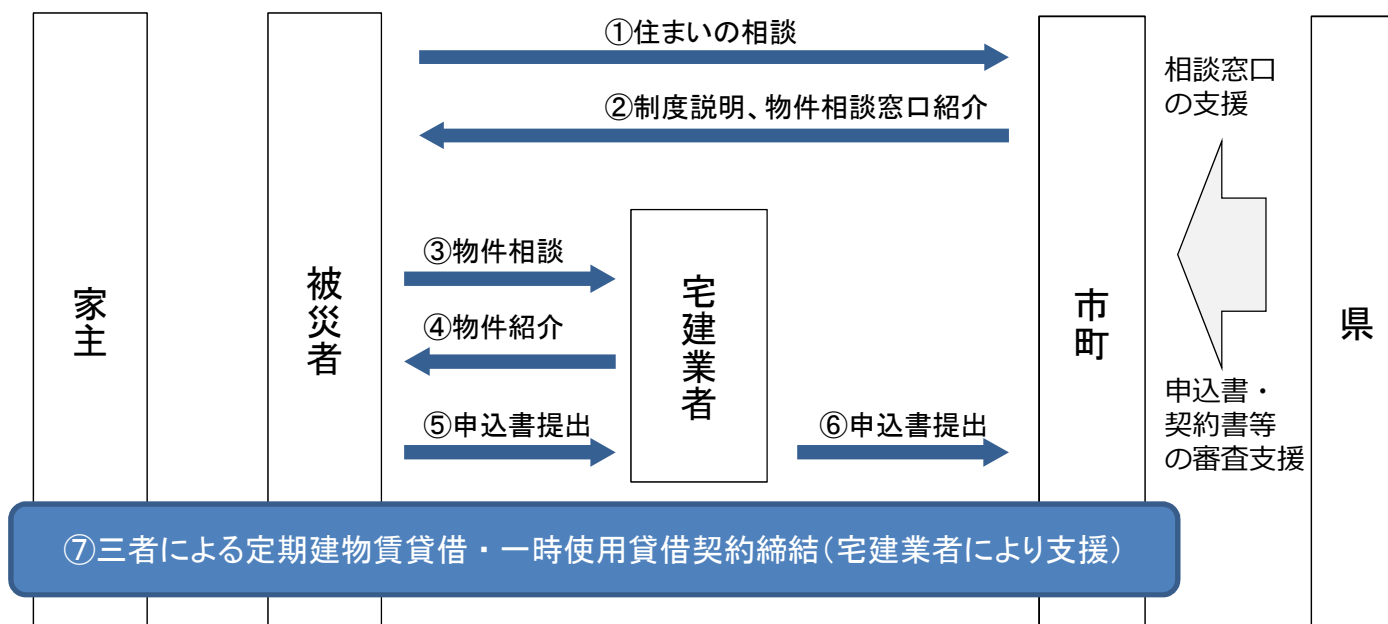 ①住まいの相談
②制度説明、物件相談窓口紹介
相談窓口
の支援
③物件相談
④物件紹介
⑤申込書提出
⑥申込書提出
家主
被災者
宅建業者
市町
県
申込書・
契約書等
の審査支援
⑦三者による定期建物賃貸借・一時使用貸借契約締結(宅建業者により支援)